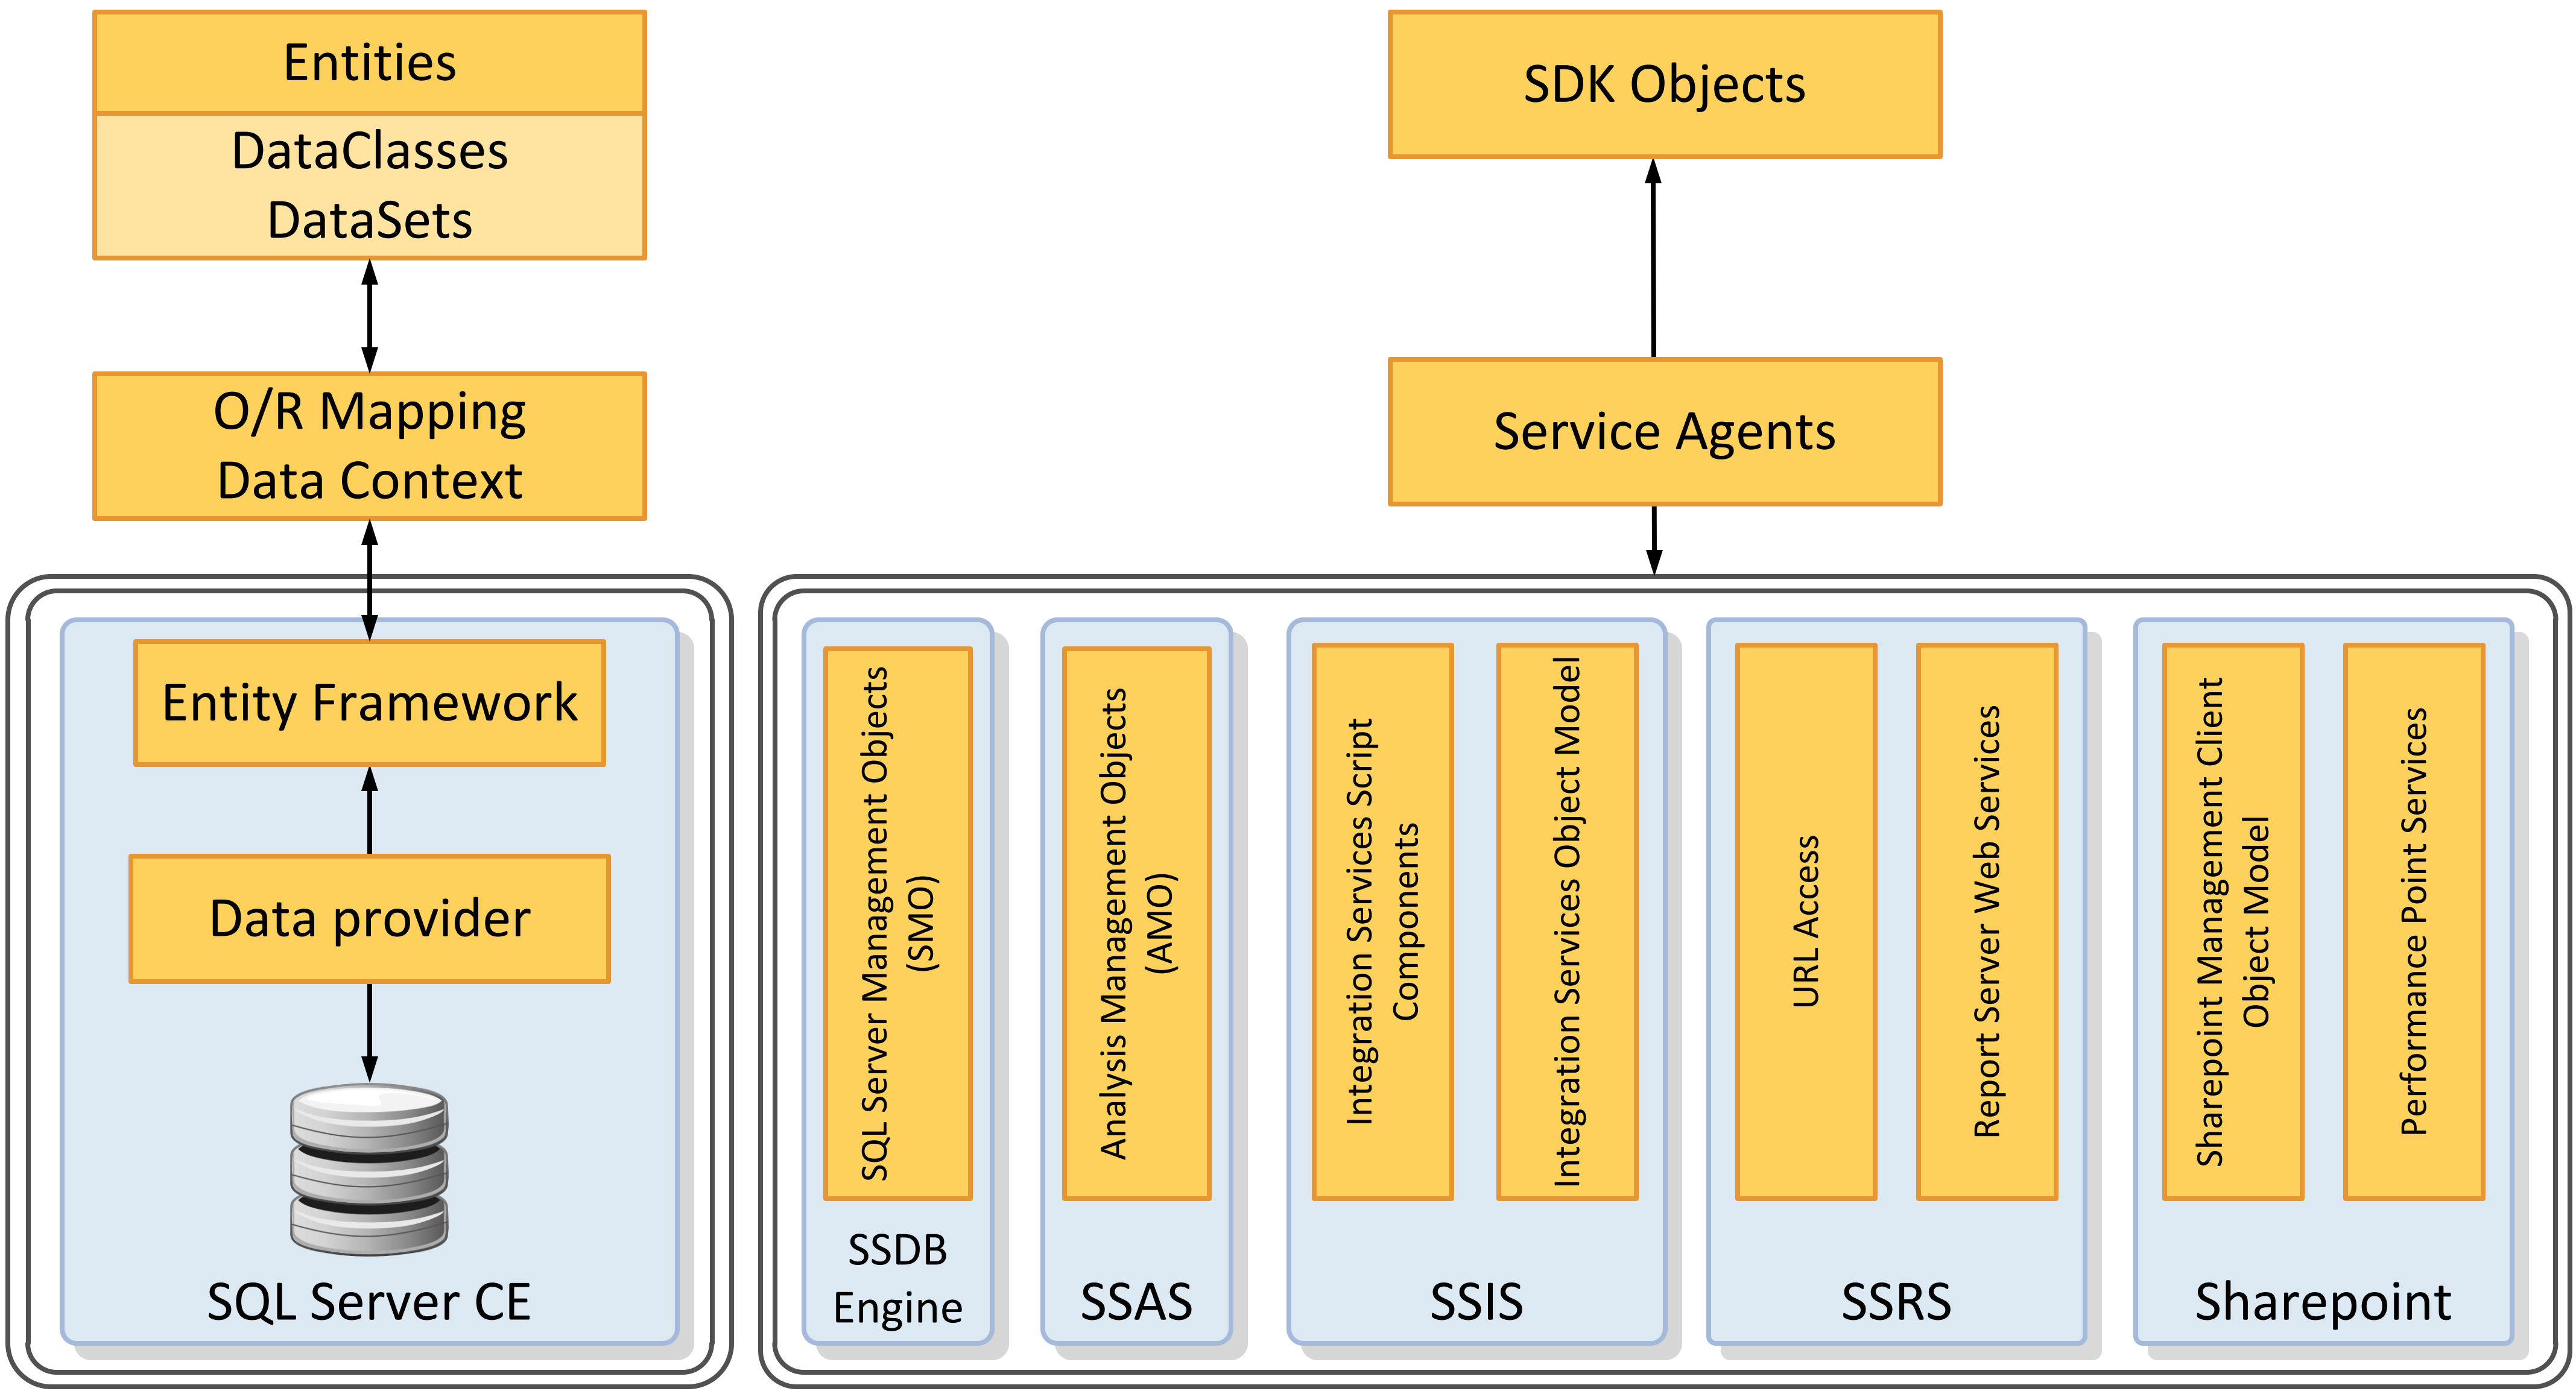 Entities
DataClasses
DataSets
O/R Mapping
Data Context
Entity Framework
Data provider
SQL Server CE
SDK Objects
Service Agents
SQL Server Management Objects
(SMO)
SSDB
Engine
Analysis Management Objects
(AMO)
SSAS
Integration Services Script
Components
Integration Services Object Model
SSIS
URL Access
Report Server Web Services
SSRS
Sharepoint Management Client
Object Model
Performance Point Services
Sharepoint